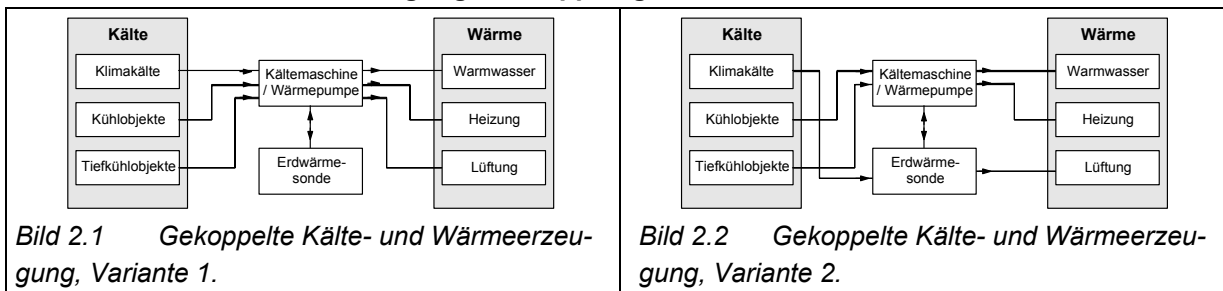 Kälte
Wärme
Klimakälte
Kältemaschine
/ Wärmepumpe
Warmwasser
Kühlobjekte
Heizung
Tiefkühlobjekte
Erdwärme-
sonde
Lüftung
Bild 2.1 Gekoppelte Kälte- und Wärmeerzeu-
gung, Variante 1.
Kälte
Wärme
Klimakälte
Kältemaschine
/ Wärmepumpe
Warmwasser
Kühlobjekte
Heizung
Tiefkühlobjekte
Erdwärme-
sonde
Lüftung
Bild 2.2 Gekoppelte Kälte- und Wärmeerzeu-
gung, Variante 2.